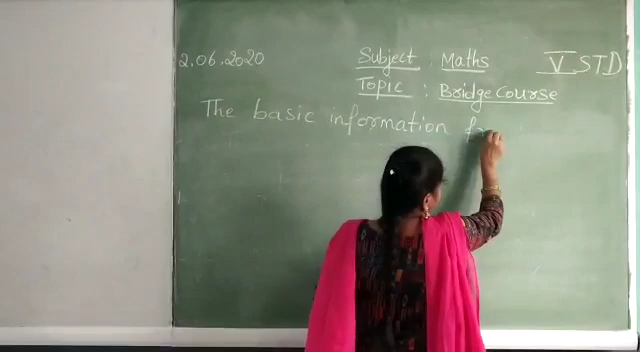 2.06.2020 Subject : Maths V STD
Topic : Bridge Course
The basic information